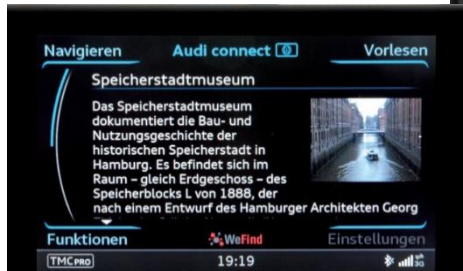 Navigieren Audi connect Vorlesen
Speicherstadtmuseum
Das Speicherstadtmuseum
dokumentiert die Bau- und
Nutzungsgeschichte der
historischen Speicherstadt in
Hamburg. Es befindet sich im
Raum – gleich Erdgeschoss – des
Speicherblocks L von 1888, der
nach einem Entwurf des Hamburger Architekten Georg
Funktionen WeFind Einstellungen
TMC PRO 19:19 3G